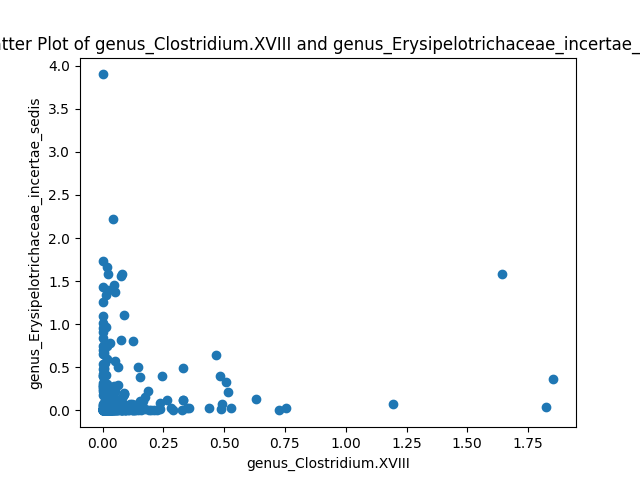 tter Plot of genus_Clostridium.XVIII and genus_Erysipelotrichaceae_incertae_
4.0
3.5
3.0
2.5
2.0
1.5
1.0
0.5
0.0
genus_Erysipelotrichaceae_incertae_sedis
0.00 0.25 0.50 0.75 1.00 1.25 1.50 1.75
genus_Clostridium.XVIII